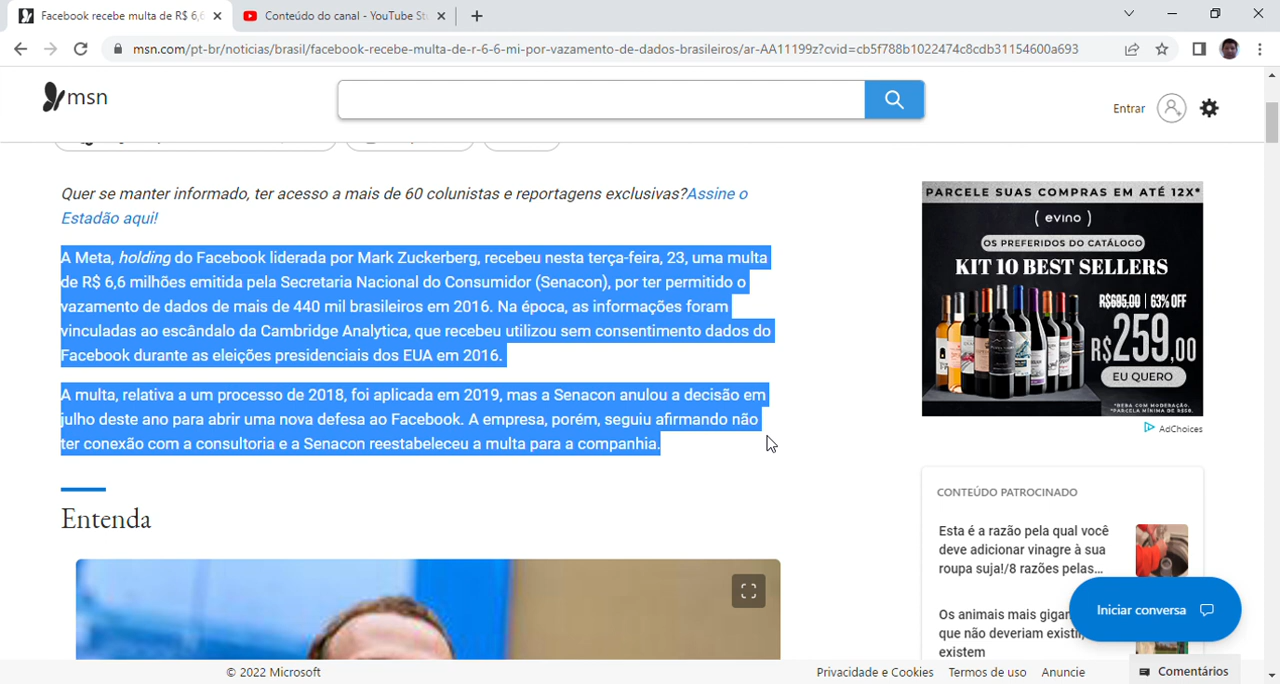 Facebook recebe multa de R$ 6,6
Conteúdo do canal - YouTube St
msn.com/pt-br/noticias/brasil/facebook-recebe-multa-de-r-6-6-mi-por-vazamento-de-dados-brasileiros/ar-AA11199z?cvid=cb5f788b1022474c8cdb31154600a693
msn
Entrar
Quer se manter informado, ter acesso a mais de 60 colunistas e reportagens exclusivas?Assine o
Estadão aqui!
A Meta, holding do Facebook liderada por Mark Zuckerberg, recebeu nesta terça-feira, 23, uma multa
de R$ 6,6 milhões emitida pela Secretaria Nacional do Consumidor (Senacon), por ter permitido o
vazamento de dados de mais de 440 mil brasileiros em 2016. Na época, as informações foram
vinculadas ao escândalo da Cambridge Analytica, que recebeu utilizou sem consentimento dados do
Facebook durante as eleições presidenciais dos EUA em 2016.
A multa, relativa a um processo de 2018, foi aplicada em 2019, mas a Senacon anulou a decisão em
julho deste ano para abrir uma nova defesa ao Facebook. A empresa, porém, seguiu afirmando não
ter conexão com a consultoria e a Senacon reestabeleceu a multa para a companhia.
Entenda
PARCELE SUAS COMPRAS EM ATÉ 12X*
( evino )
OS PREFERIDOS DO CATÁLOGO
KIT 10 BEST SELLERS
R$695,00 | 63% OFF
R$259,00
EU QUERO
*BEBA COM MODERAÇÃO.
*PARCELA MÍNIMA DE R$50.
AdChoices
CONTEÚDO PATROCINADO
Esta é a razão pela qual você
deve adicionar vinagre à sua
roupa suja!/8 razões pelas...
Os animais mais gigan
que não deveriam existir,
existem
Iniciar conversa
© 2022 Microsoft
Privacidade e Cookies
Termos de uso
Anuncie
Comentários